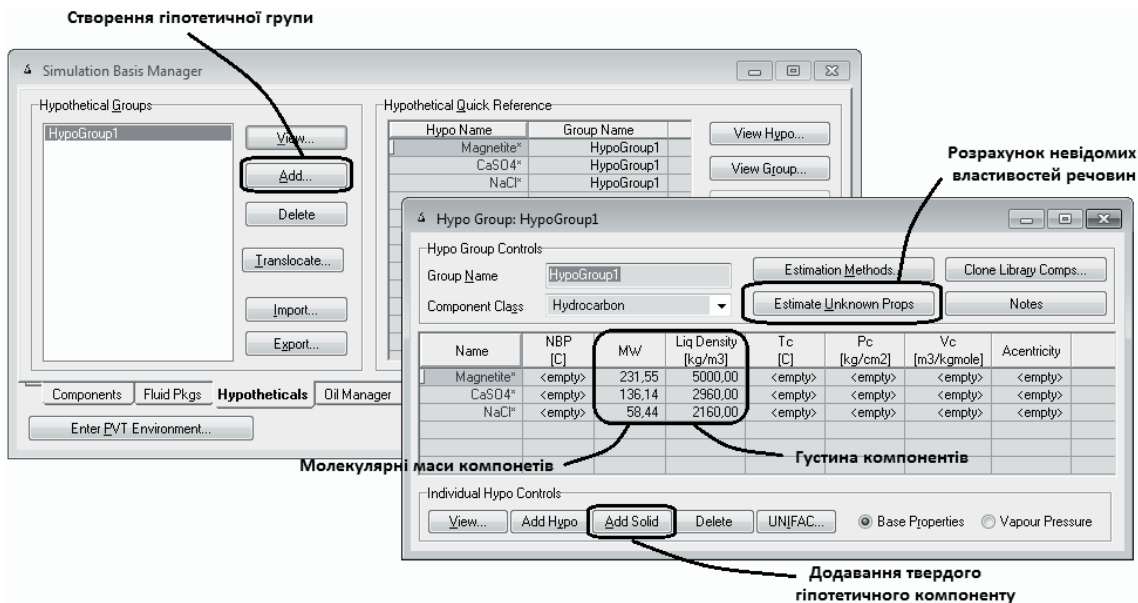 Створення гіпотетичної групи
Simulation Basis Manager
Hypothetical Groups
HypoGroup1
View...
Add...
Delete
Translocate...
Import...
Export...
Hypothetical Quick Reference
Hypo Name Group Name
Magnetite* HypoGroup1
CaSO4* HypoGroup1
NaCl* HypoGroup1
View Hypo...
View Group...
Components Fluid Pkgs Hypotheticals Oil Manager
Enter PVT Environment...
Розрахунок невідомих
властивостей речовин
Hypo Group: HypoGroup1
Hypo Group Controls
Group Name HypoGroup1
Component Class Hydrocarbon
Estimation Methods... Clone Library Comps...
Estimate Unknown Props Notes
Name NBP [C] MW Liq Density [kg/m3] Tc [C] Pc [kg/cm2] Vc [m3/kgmole] Acentricity
Magnetite* <empty> 231,55 5000,00 <empty> <empty> <empty> <empty>
CaSO4* <empty> 136,14 2960,00 <empty> <empty> <empty> <empty>
NaCl* <empty> 58,44 2160,00 <empty> <empty> <empty> <empty>
Молекулярні маси компонетів
Густина компонентів
Individual Hypo Controls
View... Add Hypo Add Solid Delete UNIFAC... Base Properties Vapour Pressure
Додавання твердого
гіпотетичного компоненту